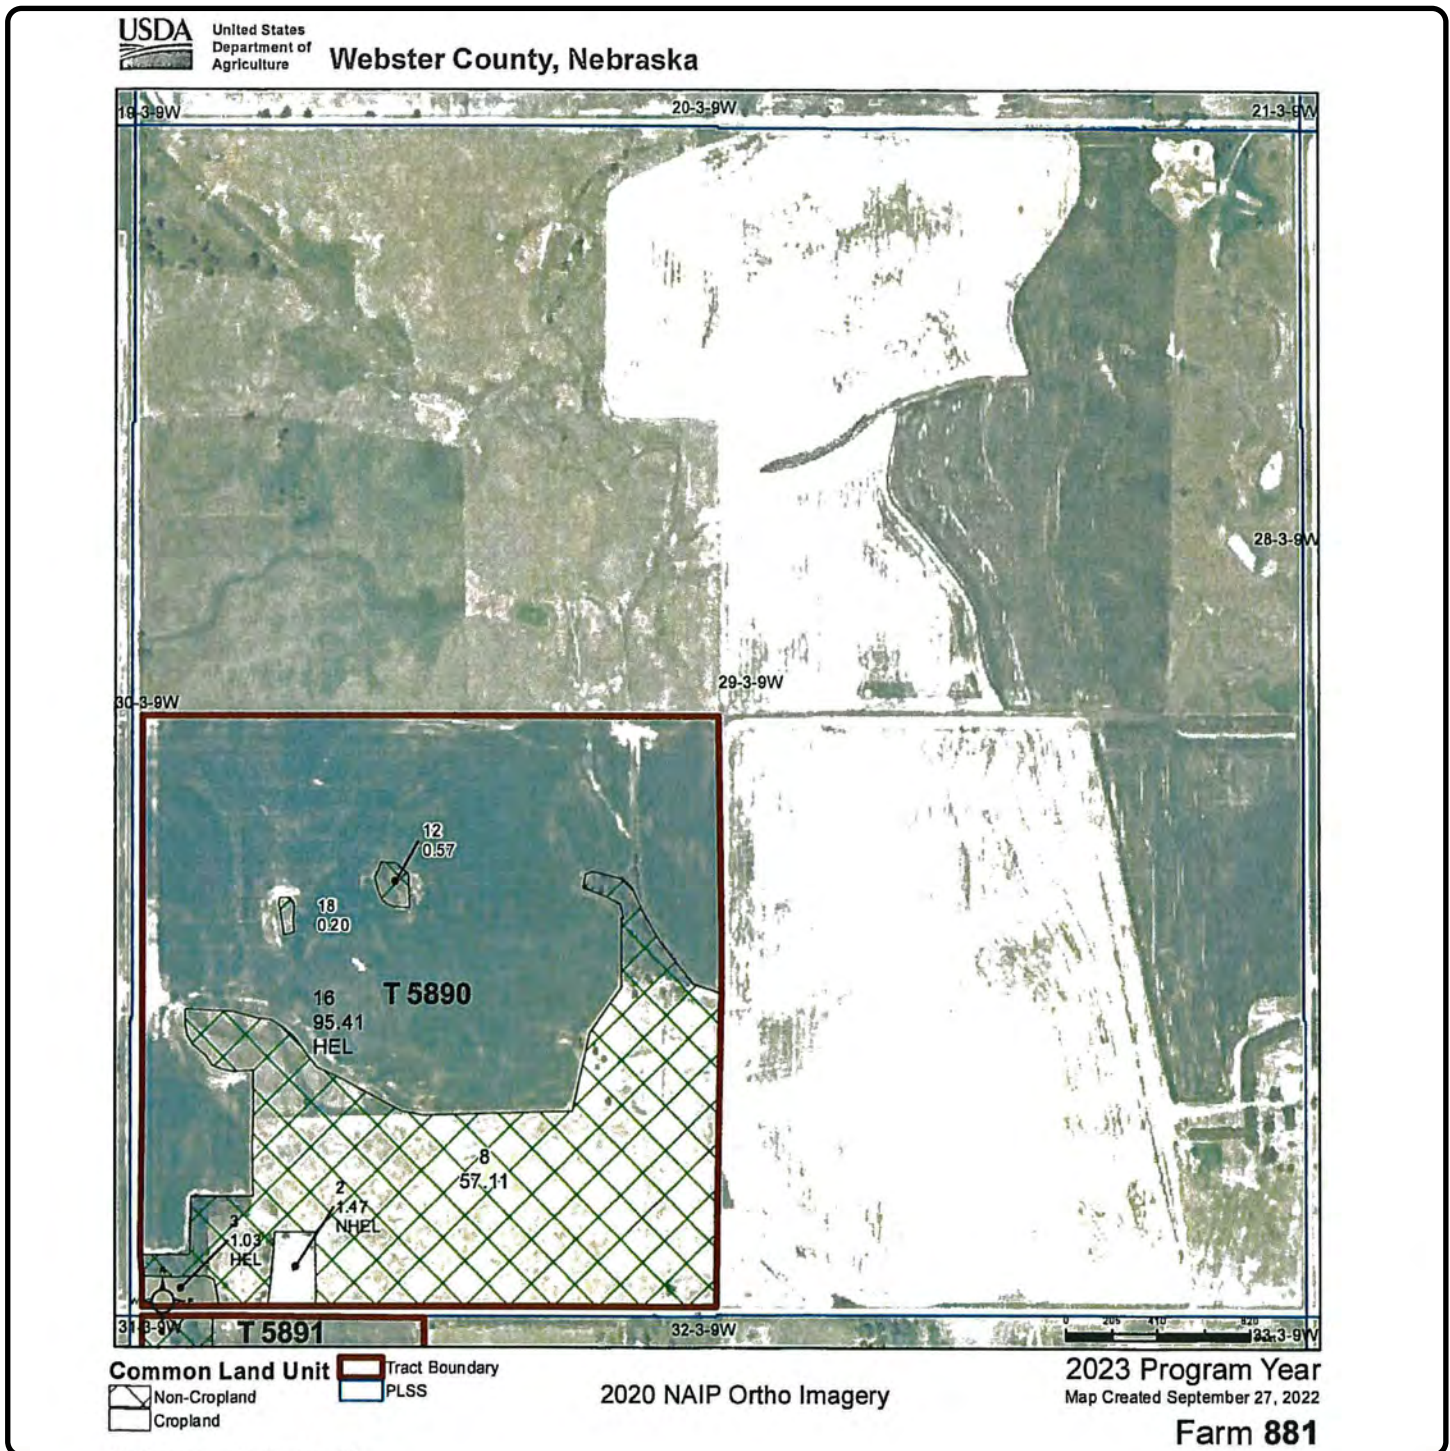 USDA
United States
Department of
Agriculture
Webster County, Nebraska
19-3-9W
20-3-9W
21-3-9W
28-3-9W
29-3-9W
30-3-9W
12
0.57
18
0.20
16
95.41
HEL
T 5890
8
57.11
2
1.47
NHEL
3
1.03
HEL
31-3-9W
T 5891
32-3-9W
0 205 410 820
33-3-9W
Common Land Unit
Non-Cropland
Cropland
Tract Boundary
PLSS
2020 NAIP Ortho Imagery
2023 Program Year
Map Created September 27, 2022
Farm 881